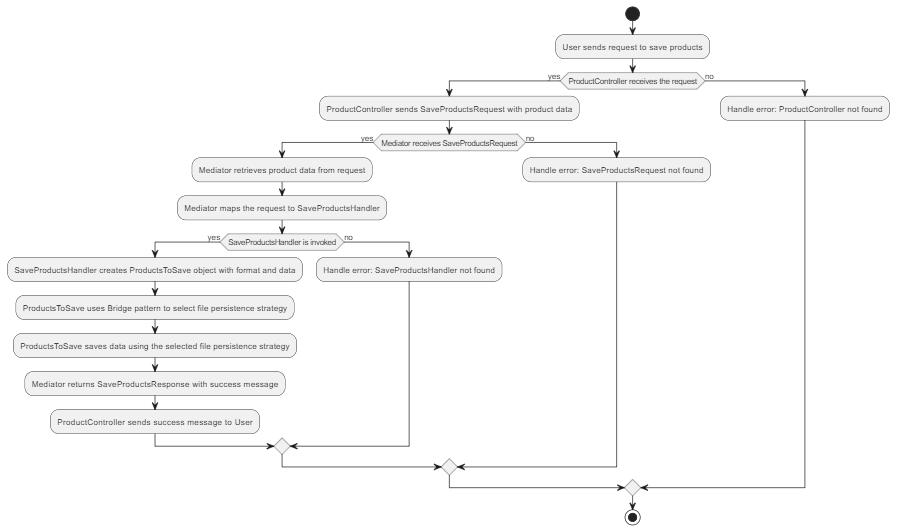 User sends request to save products
yes
ProductController receives the request
no
ProductController sends SaveProductsRequest with product data
Handle error: ProductController not found
yes
Mediator receives SaveProductsRequest
no
Mediator retrieves product data from request
Handle error: SaveProductsRequest not found
Mediator maps the request to SaveProductsHandler
yes
SaveProductsHandler is invoked
no
SaveProductsHandler creates ProductsToSave object with format and data
Handle error: SaveProductsHandler not found
ProductsToSave uses Bridge pattern to select file persistence strategy
ProductsToSave saves data using the selected file persistence strategy
Mediator returns SaveProductsResponse with success message
ProductController sends success message to User